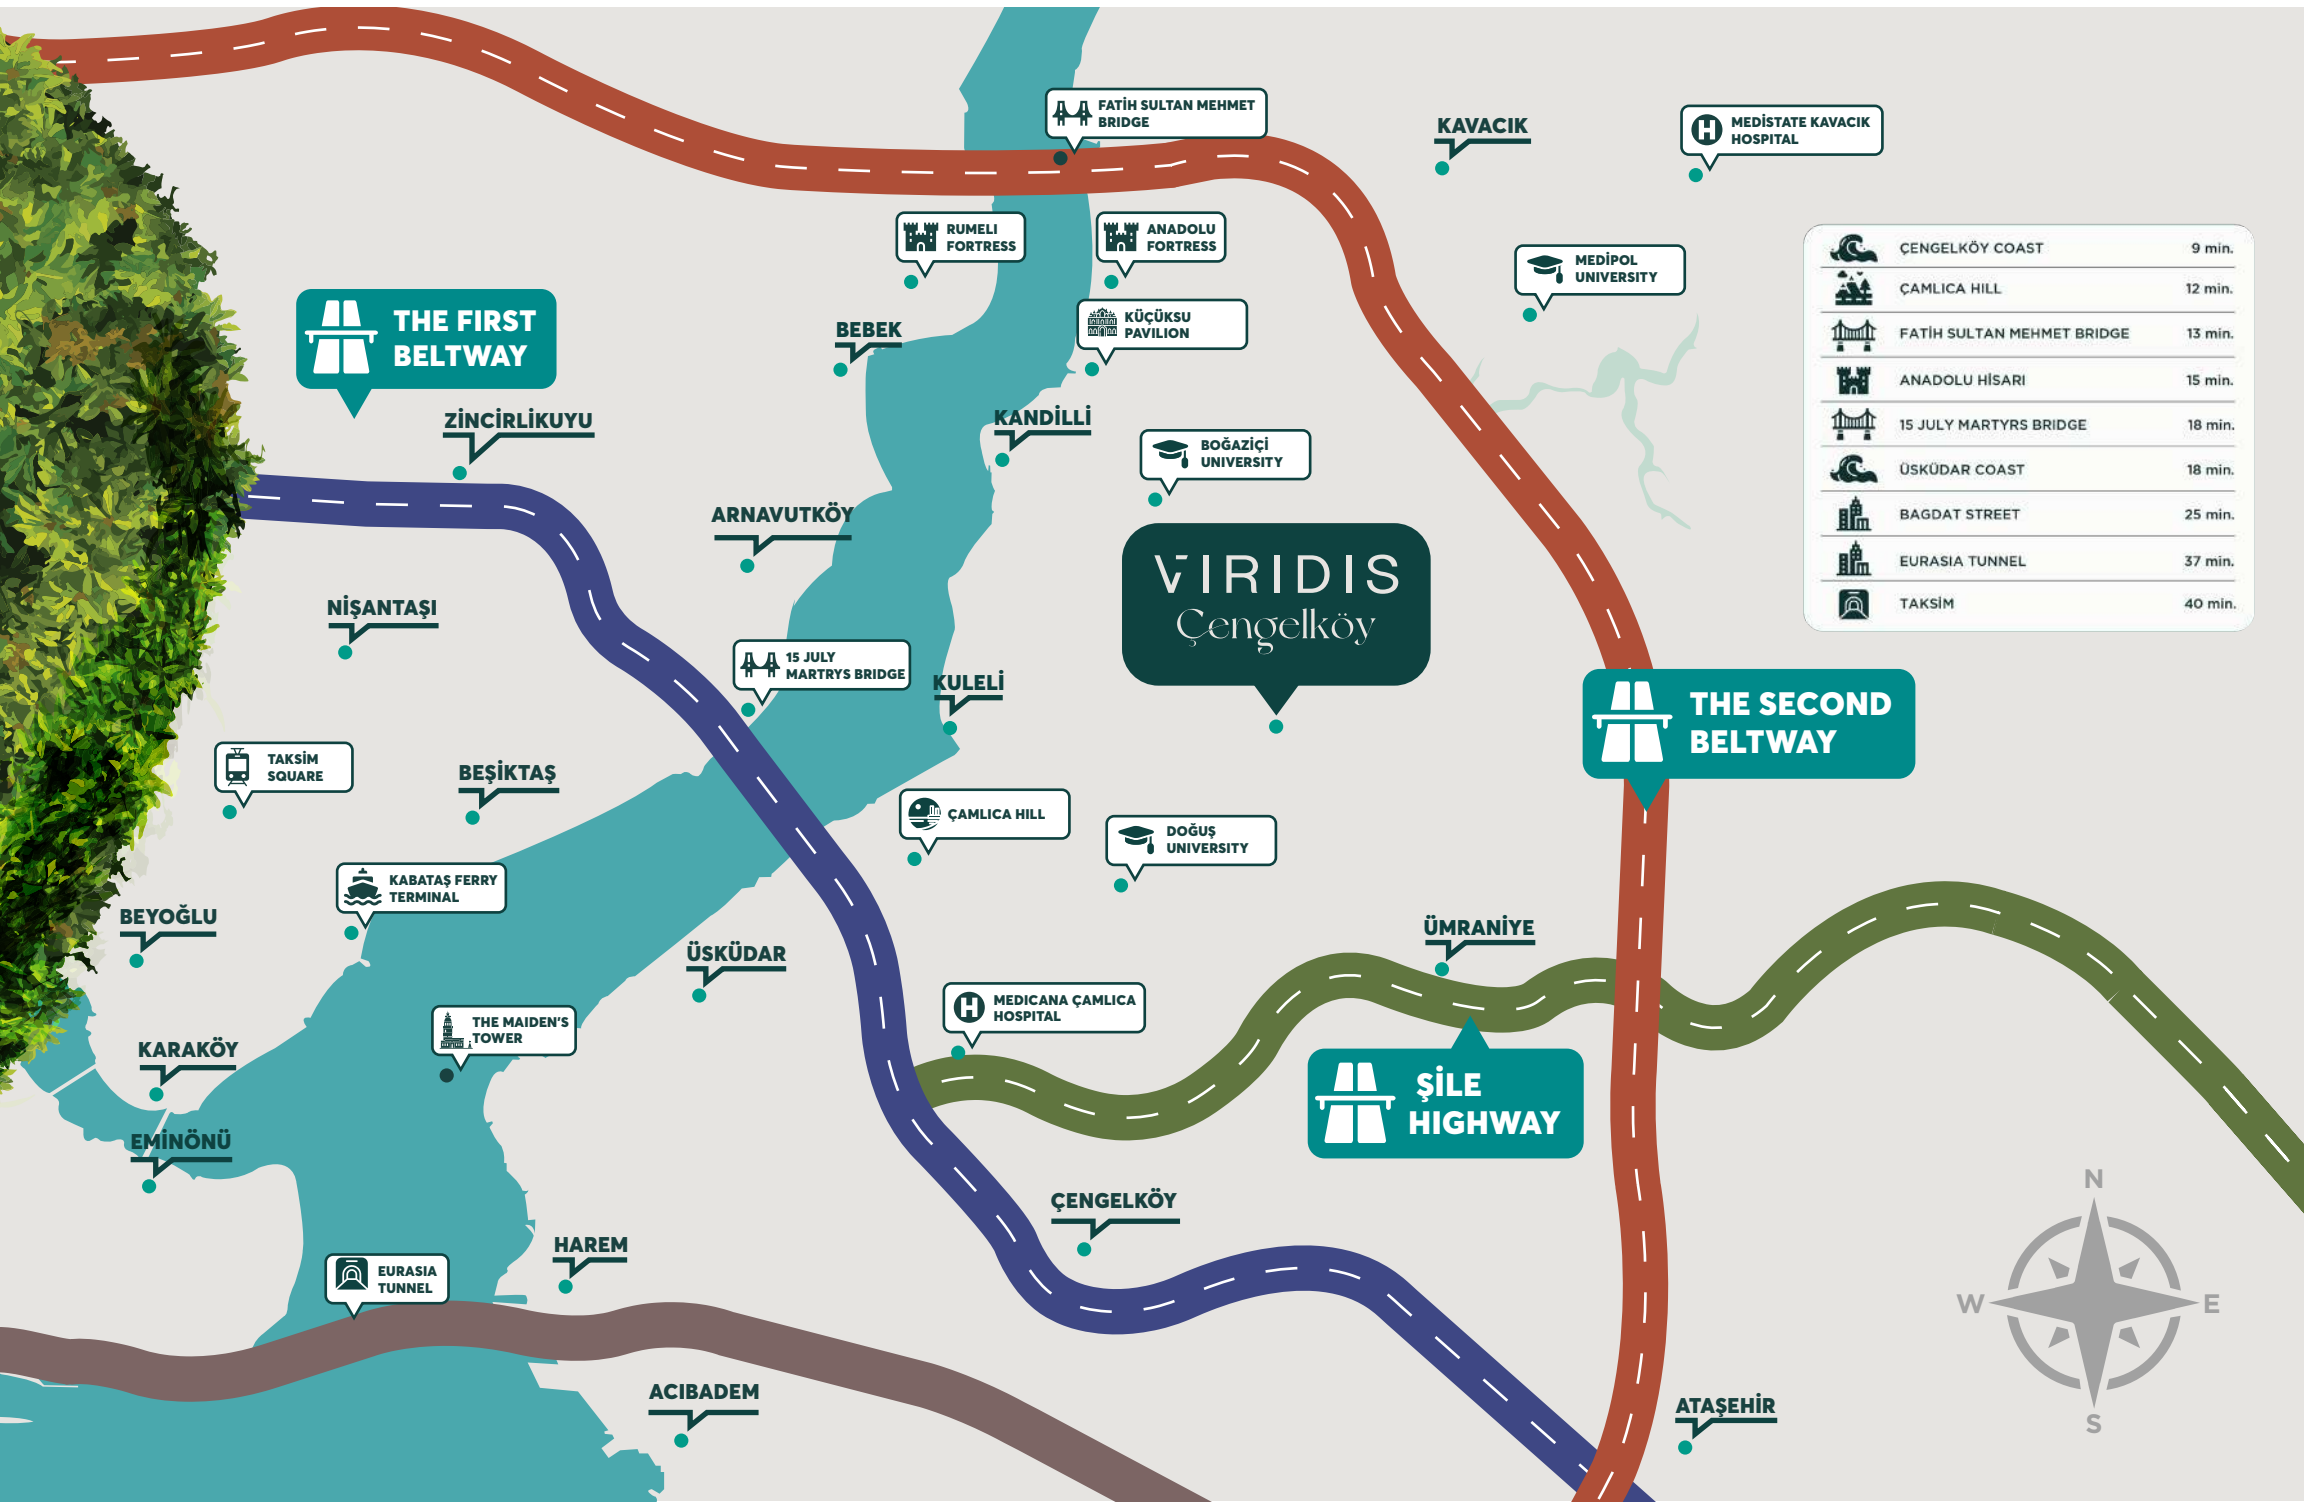 FATİH SULTAN MEHMET
BRIDGE
KAVACIK
MEDİSTATE KAVACIK
HOSPITAL
RUMELI
FORTRESS
ANADOLU
FORTRESS
MEDİPOL
UNIVERSITY
ÇENGELKÖY COAST 9 min.
ÇAMLICA HILL 12 min.
FATİH SULTAN MEHMET BRIDGE 13 min.
ANADOLU HİSARI 15 min.
15 JULY MARTYRS BRIDGE 18 min.
ÜSKÜDAR COAST 18 min.
BAGDAT STREET 25 min.
EURASIA TUNNEL 37 min.
TAKSİM 40 min.
THE FIRST
BELTWAY
BEBEK
KÜÇÜKSU
PAVILION
ZİNCİRLİKUYU
KANDİLLİ
BOĞAZİÇİ
UNIVERSITY
ARNAVUTKÖY
VIRIDIS
Çengelköy
NİŞANTAŞI
15 JULY
MARTRYS BRIDGE
KULELİ
THE SECOND
BELTWAY
TAKSİM
SQUARE
BEŞİKTAŞ
ÇAMLICA HILL
DOĞUŞ
UNIVERSITY
KABATAŞ FERRY
TERMINAL
BEYOĞLU
ÜSKÜDAR
ÜMRANİYE
MEDICANA ÇAMLICA
HOSPITAL
THE MAIDEN'S
TOWER
KARAKÖY
ŞİLE
HIGHWAY
EMİNÖNÜ
ÇENGELKÖY
HAREM
EURASIA
TUNNEL
ACIBADEM
ATAŞEHİR
N
W
E
S